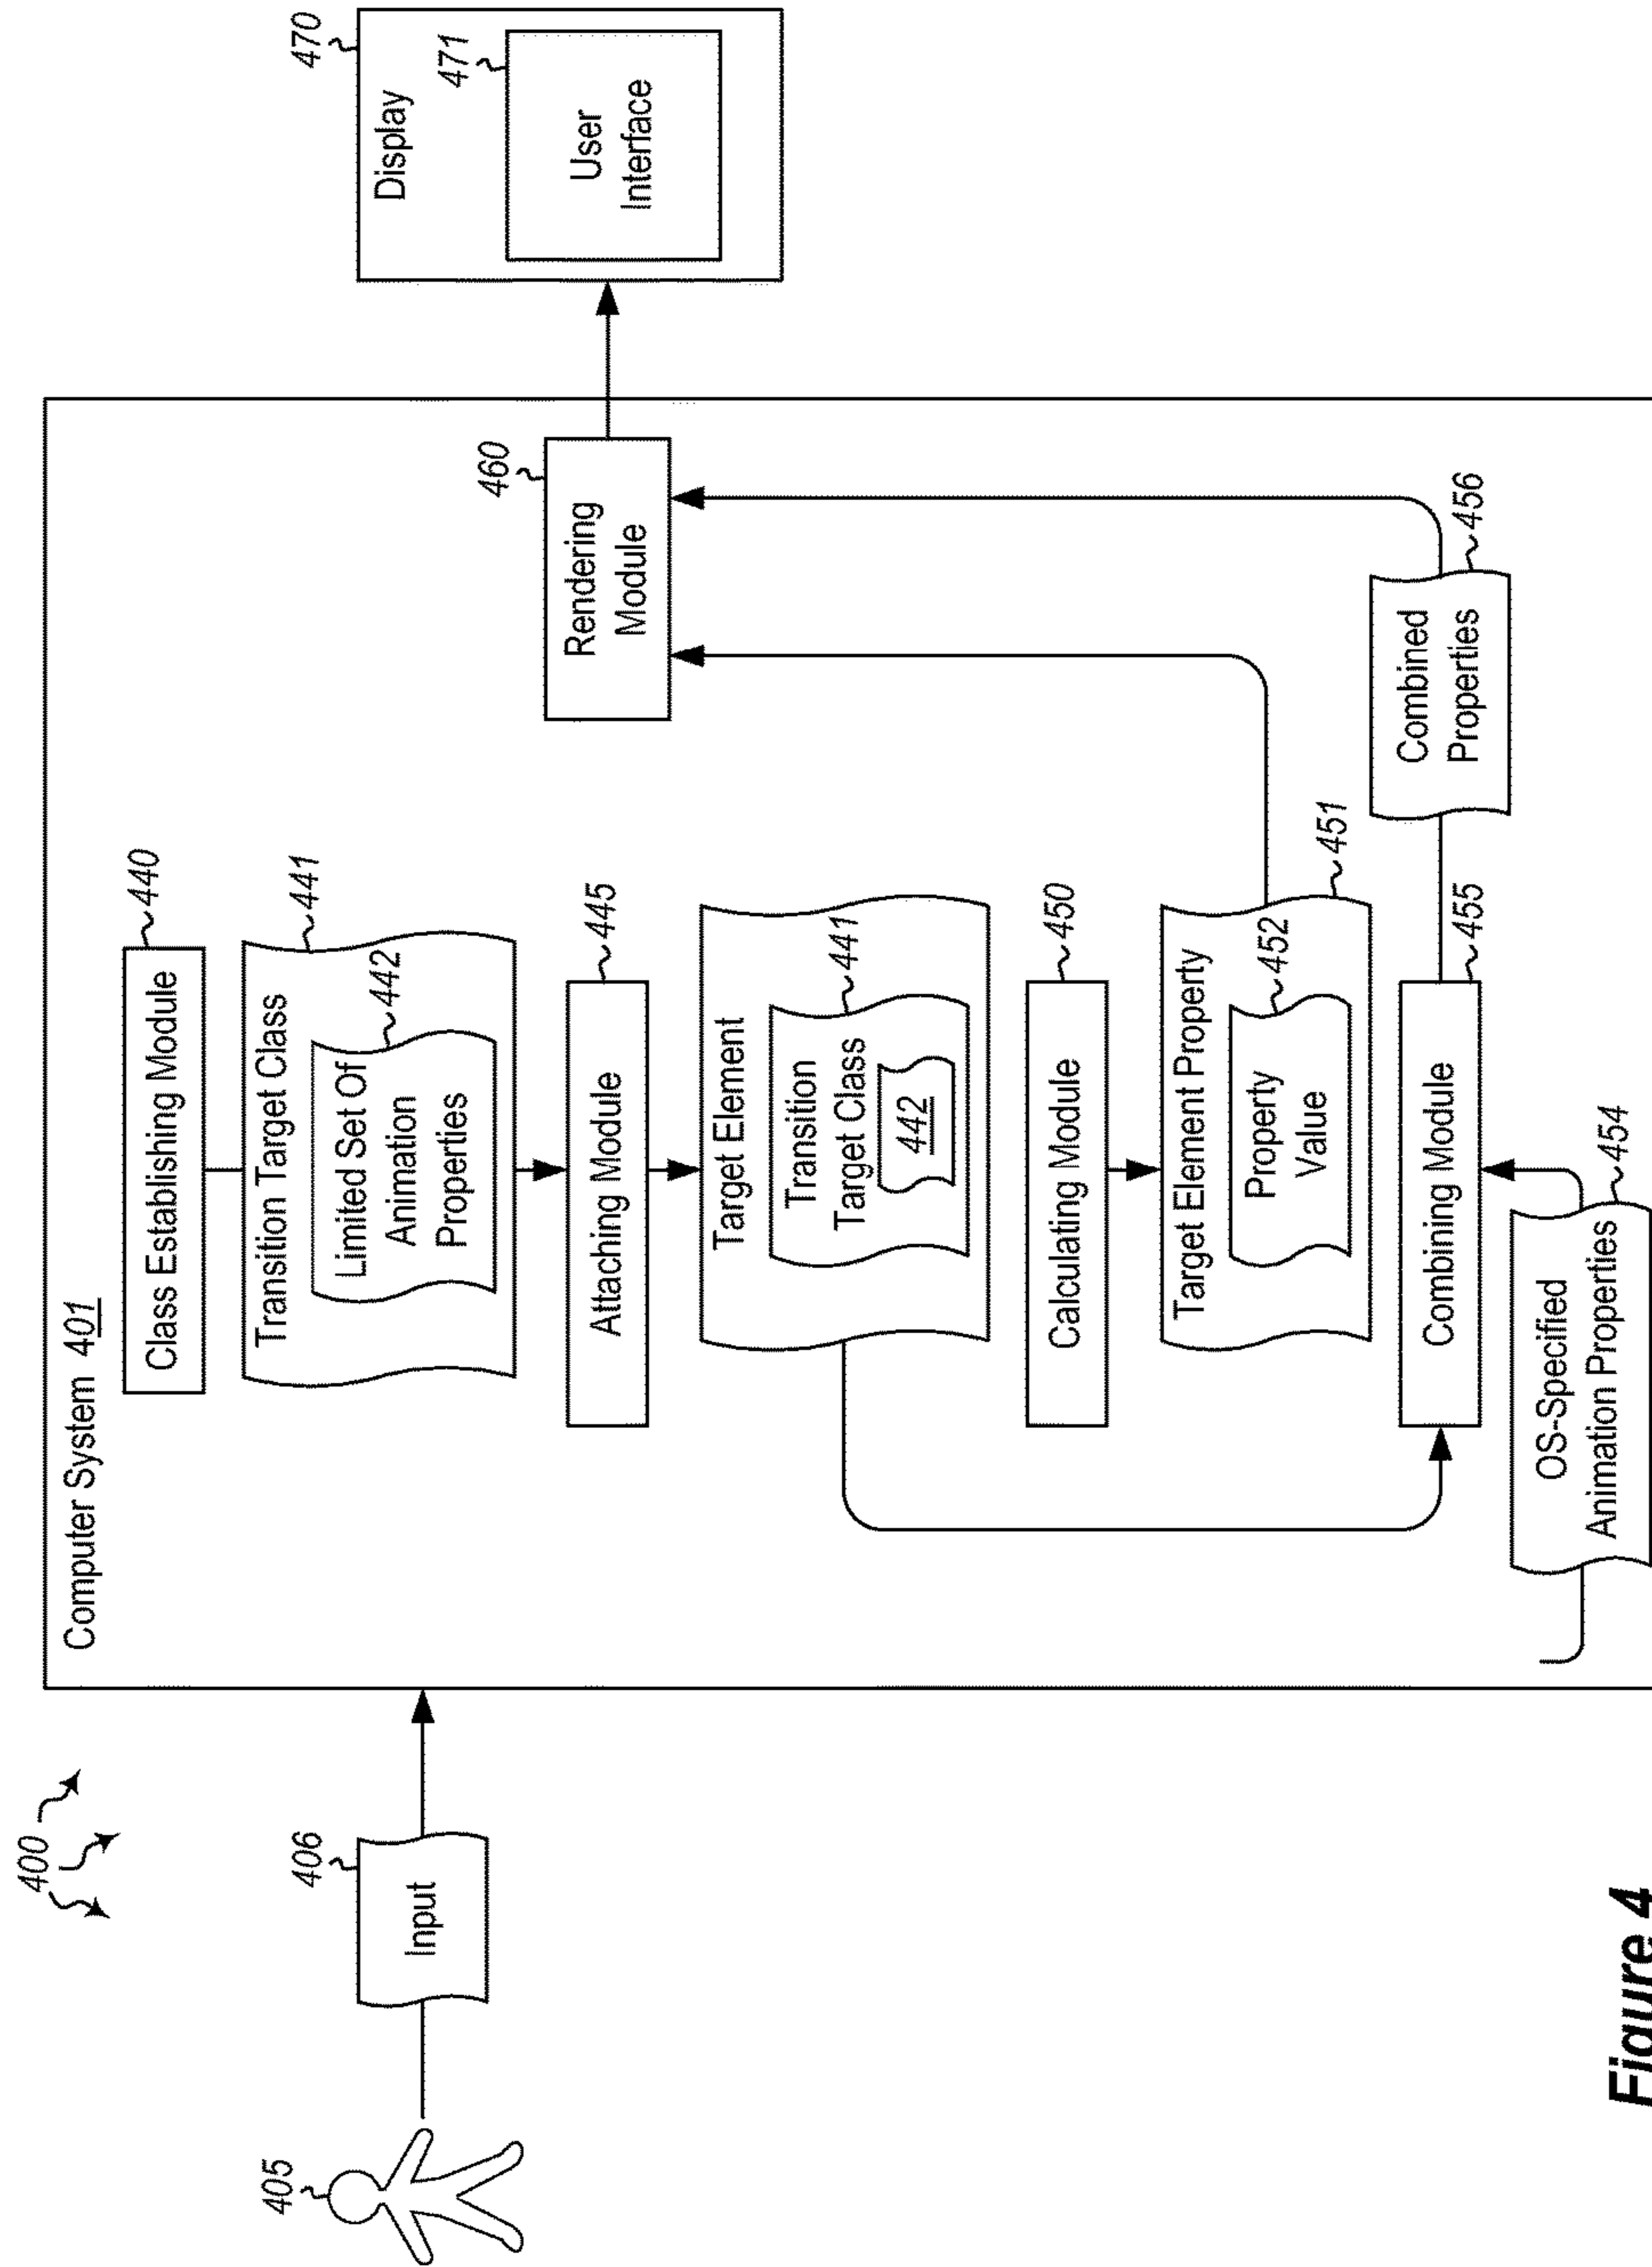 400
405
406
Input
Computer System 401
Class Establishing Module
440
Transition Target Class
441
Limited Set Of
Animation
Properties
442
Attaching Module
445
Target Element
Transition
Target Class
441
442
Calculating Module
450
Target Element Property
451
Property
Value
452
Combining Module
455
OS-Specified
Animation Properties
454
Combined
Properties
456
Rendering
Module
460
Display
470
User
Interface
471
Figure 4